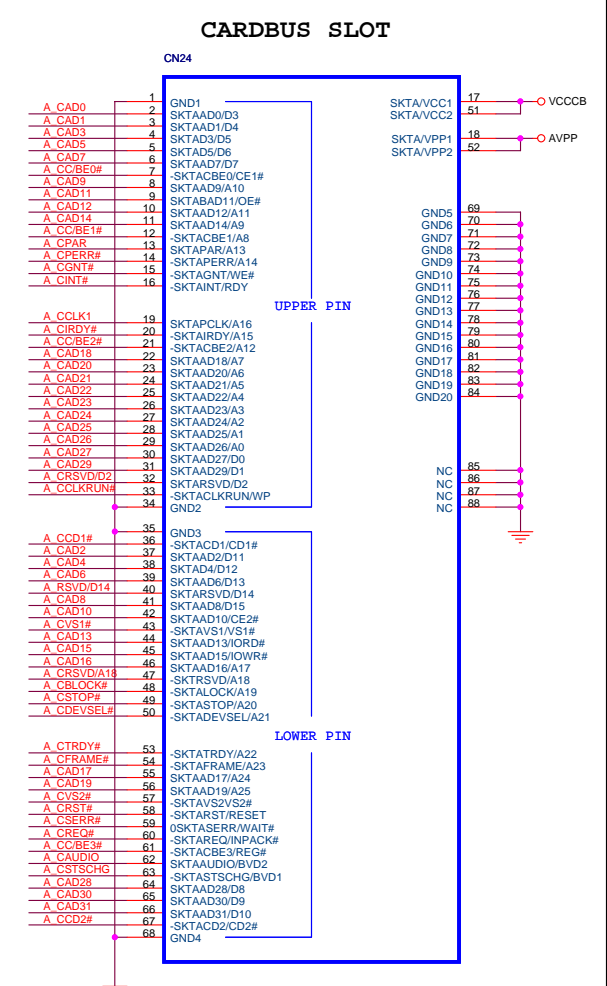 CARDBUS SLOT
CN24
1 GND1
A_CAD0 2 SKTAAD0/D3
A_CAD1 3 SKTAAD1/D4
A_CAD3 4 SKTAD3/D5
A_CAD5 5 SKTAD5/D6
A_CAD7 6 SKTAAD7/D7
A_CC/BE0# 7 -SKTACBE0/CE1#
A_CAD9 8 SKTAAD9/A10
A_CAD11 9 SKTABAD11/OE#
A_CAD12 10 SKTAAD12/A11
A_CAD14 11 SKTAAD14/A9
A_CC/BE1# 12 -SKTACBE1/A8
A_CPAR 13 SKTAPAR/A13
A_CPERR# 14 -SKTAPERR/A14
A_CGNT# 15 -SKTAGNT/WE#
A_CINT# 16 -SKTAINT/RDY
UPPER PIN
A_CCLK1 19 SKTAPCLK/A16
A_CIRDY# 20 -SKTAIRDY/A15
A_CC/BE2# 21 -SKTACBE2/A12
A_CAD18 22 SKTAAD18/A7
A_CAD20 23 SKTAAD20/A6
A_CAD21 24 SKTAAD21/A5
A_CAD22 25 SKTAAD22/A4
A_CAD23 26 SKTAAD23/A3
A_CAD24 27 SKTAAD24/A2
A_CAD25 28 SKTAAD25/A1
A_CAD26 29 SKTAAD26/A0
A_CAD27 30 SKTAAD27/D0
A_CAD29 31 SKTAAD29/D1
A_CRSVD/D2 32 SKTARSVD/D2
A_CCLKRUN# 33 -SKTACLKRUN/WP
34 GND2
35 GND3
A_CCD1# 36 -SKTACD1/CD1#
A_CAD2 37 SKTAAD2/D11
A_CAD4 38 SKTAD4/D12
A_CAD6 39 SKTAAD6/D13
A_RSVD/D14 40 SKTARSVD/D14
A_CAD8 41 SKTAAD8/D15
A_CAD10 42 SKTAAD10/CE2#
A_CVS1# 43 -SKTAVS1/VS1#
A_CAD13 44 SKTAAD13/IORD#
A_CAD15 45 SKTAAD15/IOWR#
A_CAD16 46 SKTAAD16/A17
A_CRSVD/A18 47 -SKTRSVD/A18
A_CBLOCK# 48 -SKTALOCK/A19
A_CSTOP# 49 -SKTASTOP/A20
A_CDEVSEL# 50 -SKTADEVSEL/A21
LOWER PIN
A_CTRDY# 53 -SKTATRDY/A22
A_CFRAME# 54 -SKTAFRAME/A23
A_CAD17 55 SKTAAD17/A24
A_CAD19 56 SKTAAD19/A25
A_CVS2# 57 -SKTAVS2VS2#
A_CRST# 58 -SKTARST/RESET
A_CSERR# 59 0SKTASERR/WAIT#
A_CREQ# 60 -SKTAREQ/INPACK#
A_CC/BE3# 61 -SKTACBE3/REG#
A_CAUDIO 62 SKTAAUDIO/BVD2
A_CSTSCHG 63 -SKTASTSCHG/BVD1
A_CAD28 64 SKTAAD28/D8
A_CAD30 65 SKTAAD30/D9
A_CAD31 66 SKTAAD31/D10
A_CCD2# 67 -SKTACD2/CD2#
68 GND4
SKTA/VCC1 17 VCCCB
SKTA/VCC2 51
SKTA/VPP1 18 AVPP
SKTA/VPP2 52
GND5 69
GND6 70
GND7 71
GND8 72
GND9 73
GND10 74
GND11 75
GND12 76
GND13 77
GND14 78
GND15 79
GND16 80
GND17 81
GND18 82
GND19 83
GND20 84
NC 85
NC 86
NC 87
NC 88